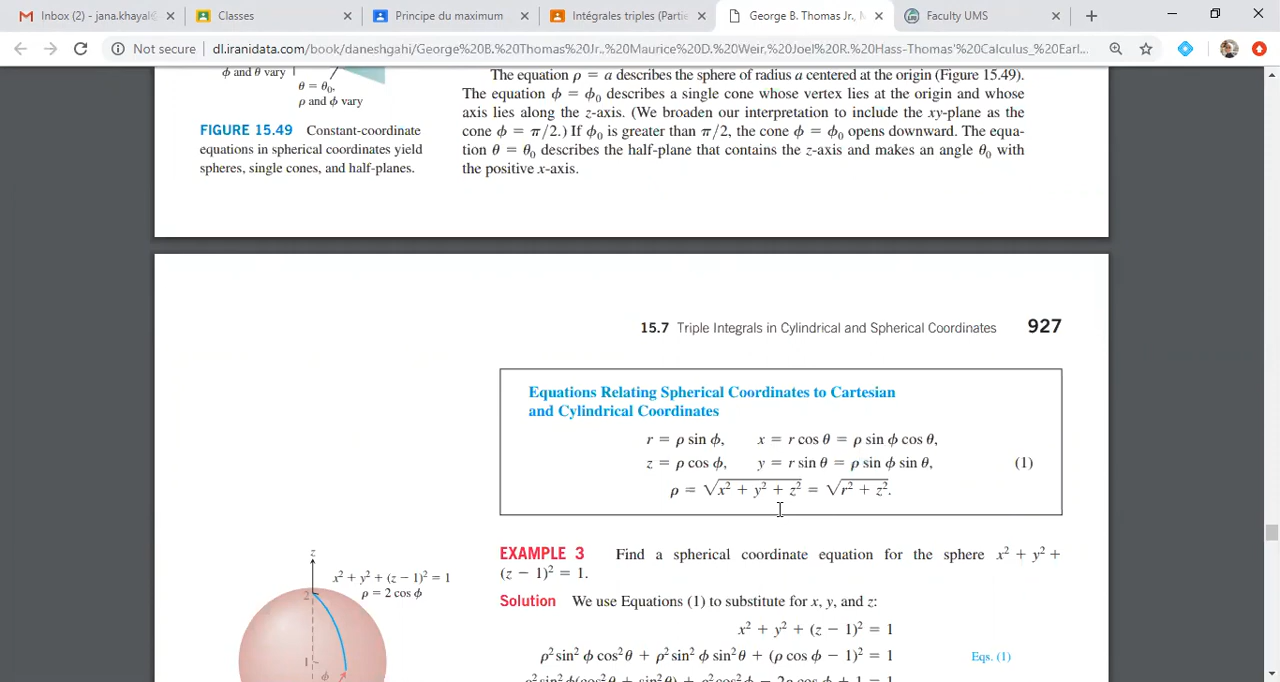 Inbox (2) - jana.khayal
Classes
Principe du maximum
Intégrales triples (Partie
George B. Thomas Jr., M
Faculty UMS
Not secure | dl.iranidata.com/book/daneshgahi/George%20B.%20Thomas%20Jr.,%20Maurice%20D.%20Weir,%20Joel%20R.%20Hass-Thomas'%20Calculus_%20Earl...
ϕ and θ vary
θ = θ₀,
ρ and ϕ vary
FIGURE 15.49 Constant-coordinate
equations in spherical coordinates yield
spheres, single cones, and half-planes.
The equation ρ = a describes the sphere of radius a centered at the origin (Figure 15.49).
The equation ϕ = ϕ₀ describes a single cone whose vertex lies at the origin and whose
axis lies along the z-axis. (We broaden our interpretation to include the xy-plane as the
cone ϕ = π/2.) If ϕ₀ is greater than π/2, the cone ϕ = ϕ₀ opens downward. The equa-
tion θ = θ₀ describes the half-plane that contains the z-axis and makes an angle θ₀ with
the positive x-axis.
15.7 Triple Integrals in Cylindrical and Spherical Coordinates 927
Equations Relating Spherical Coordinates to Cartesian
and Cylindrical Coordinates
r = ρ sin ϕ, x = r cos θ = ρ sin ϕ cos θ,
z = ρ cos ϕ, y = r sin θ = ρ sin ϕ sin θ, (1)
ρ = √(x² + y² + z²) = √(r² + z²).
EXAMPLE 3 Find a spherical coordinate equation for the sphere x² + y² +
(z − 1)² = 1.
Solution We use Equations (1) to substitute for x, y, and z:
x² + y² + (z − 1)² = 1
ρ² sin² ϕ cos² θ + ρ² sin² ϕ sin² θ + (ρ cos ϕ − 1)² = 1 Eqs. (1)
z
x² + y² + (z − 1)² = 1
ρ = 2 cos ϕ
2
1
ϕ